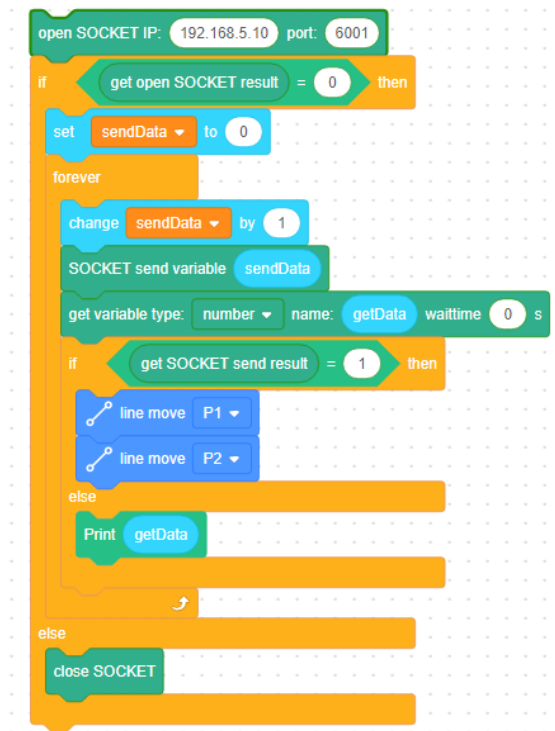 open SOCKET IP: 192.168.5.10 port: 6001
if get open SOCKET result = 0 then
set sendData to 0
forever
change sendData by 1
SOCKET send variable sendData
get variable type: number name: getData waittime 0 s
if get SOCKET send result = 1 then
line move P1
line move P2
else
Print getData
else
close SOCKET